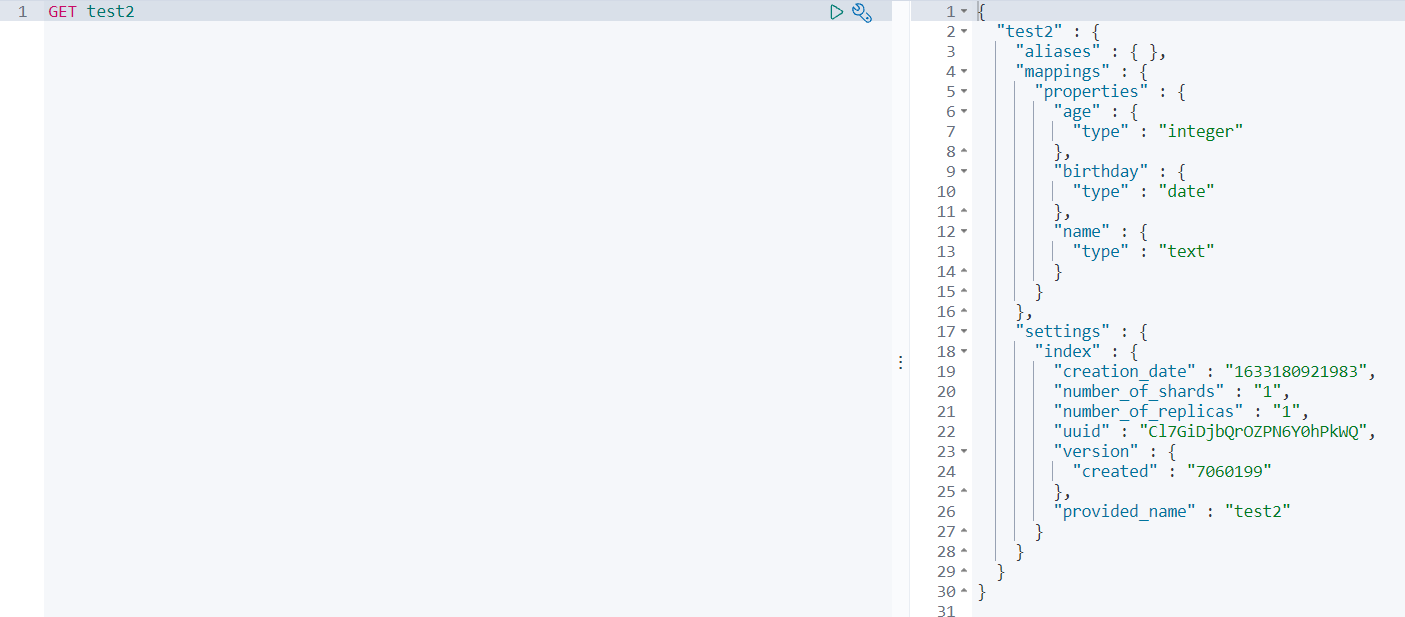 1 GET test2
1 {
2 "test2" : {
3 "aliases" : { },
4 "mappings" : {
5 "properties" : {
6 "age" : {
7 "type" : "integer"
8 },
9 "birthday" : {
10 "type" : "date"
11 },
12 "name" : {
13 "type" : "text"
14 }
15 }
16 },
17 "settings" : {
18 "index" : {
19 "creation_date" : "1633180921983",
20 "number_of_shards" : "1",
21 "number_of_replicas" : "1",
22 "uuid" : "Cl7GiDjbQrOZPN6Y0hPkWQ",
23 "version" : {
24 "created" : "7060199"
25 },
26 "provided_name" : "test2"
27 }
28 }
29 }
30 }
31